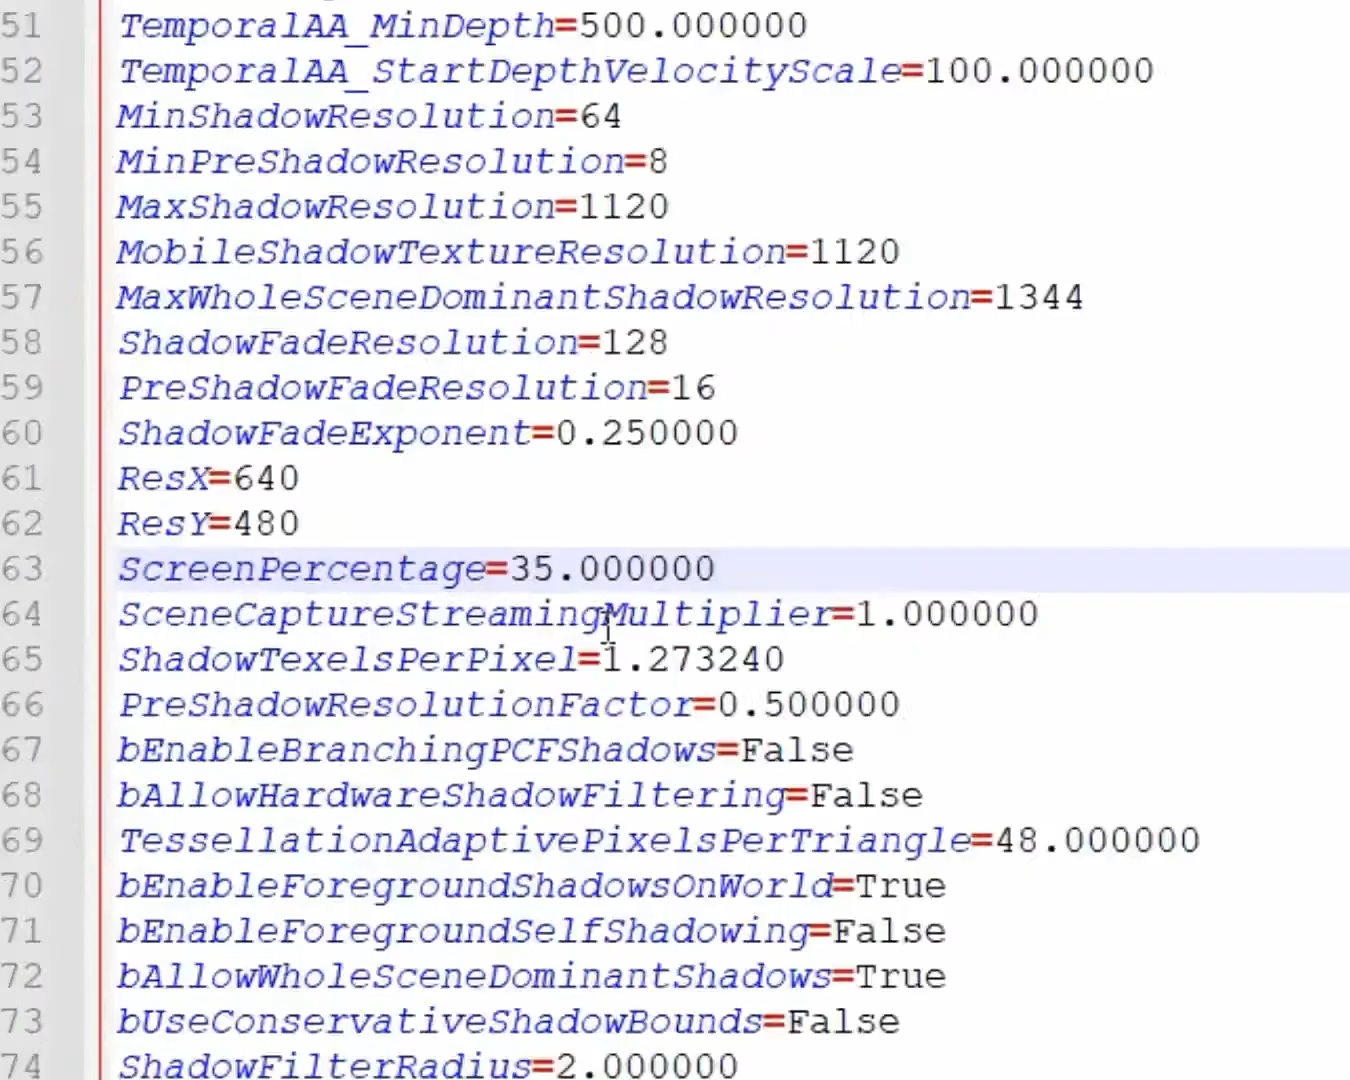 51 TemporalAA_MinDepth=500.000000
52 TemporalAA_StartDepthVelocityScale=100.000000
53 MinShadowResolution=64
54 MinPreShadowResolution=8
55 MaxShadowResolution=1120
56 MobileShadowTextureResolution=1120
57 MaxWholeSceneDominantShadowResolution=1344
58 ShadowFadeResolution=128
59 PreShadowFadeResolution=16
60 ShadowFadeExponent=0.250000
61 ResX=640
62 ResY=480
63 ScreenPercentage=35.000000
64 SceneCaptureStreamingMultiplier=1.000000
65 ShadowTexelsPerPixel=1.273240
66 PreShadowResolutionFactor=0.500000
67 bEnableBranchingPCFShadows=False
68 bAllowHardwareShadowFiltering=False
69 TessellationAdaptivePixelsPerTriangle=48.000000
70 bEnableForegroundShadowsOnWorld=True
71 bEnableForegroundSelfShadowing=False
72 bAllowWholeSceneDominantShadows=True
73 bUseConservativeShadowBounds=False
74 ShadowFilterRadius=2.000000